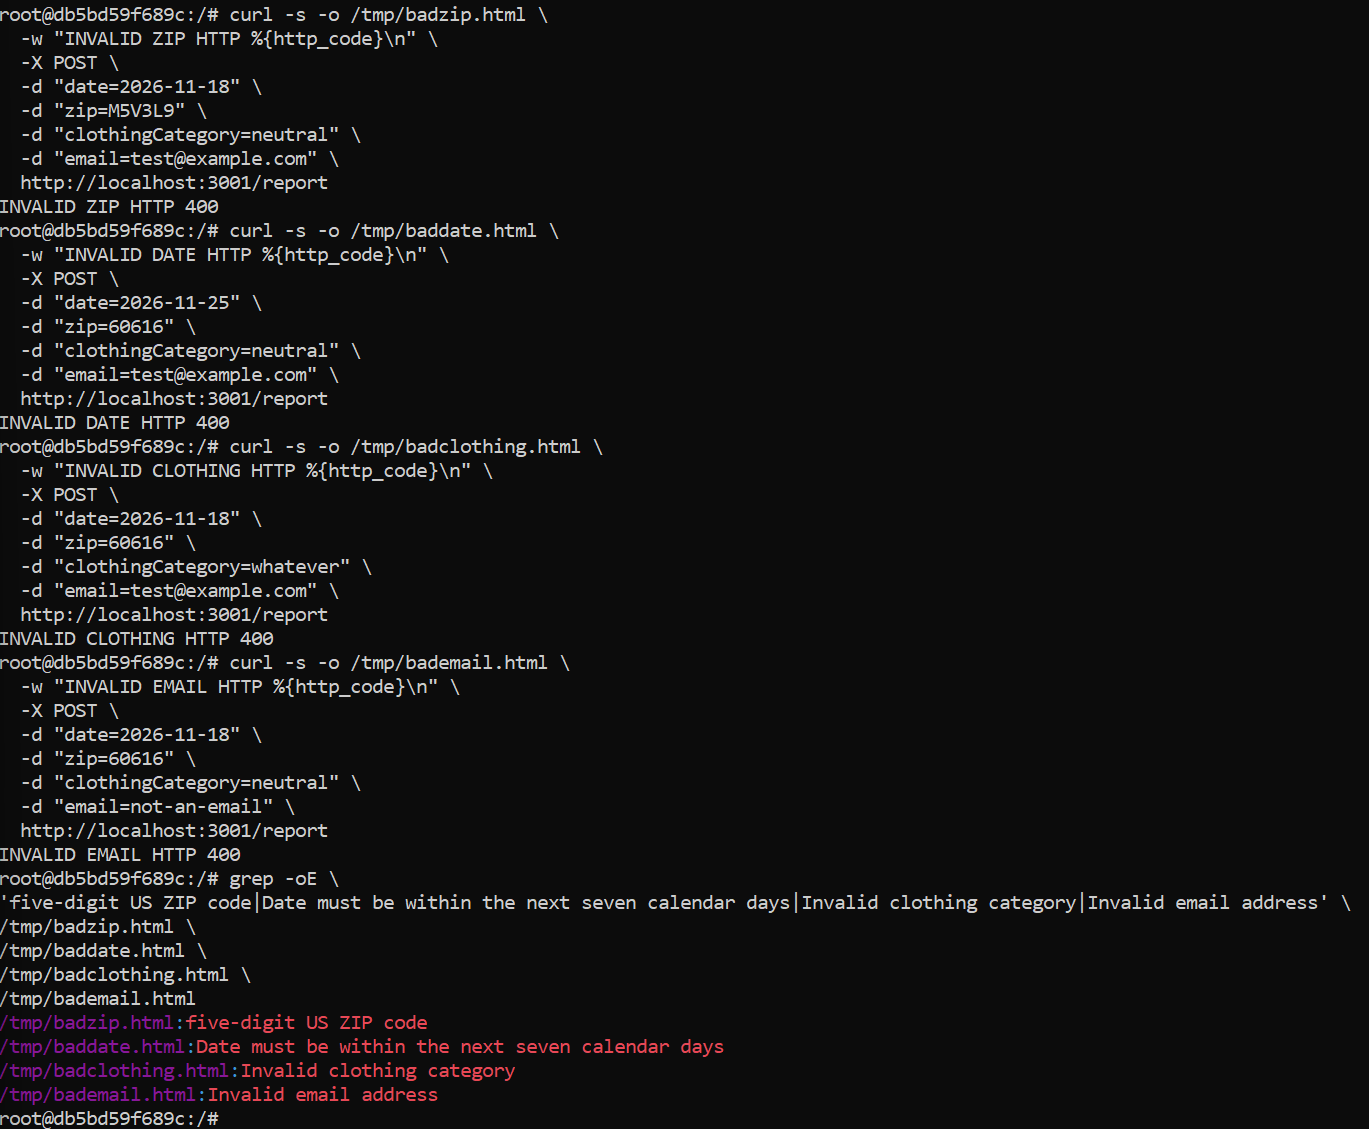 root@db5bd59f689c:/# curl -s -o /tmp/badzip.html \
  -w "INVALID ZIP HTTP %{http_code}\n" \
  -X POST \
  -d "date=2026-11-18" \
  -d "zip=M5V3L9" \
  -d "clothingCategory=neutral" \
  -d "email=test@example.com" \
  http://localhost:3001/report
INVALID ZIP HTTP 400
root@db5bd59f689c:/# curl -s -o /tmp/baddate.html \
  -w "INVALID DATE HTTP %{http_code}\n" \
  -X POST \
  -d "date=2026-11-25" \
  -d "zip=60616" \
  -d "clothingCategory=neutral" \
  -d "email=test@example.com" \
  http://localhost:3001/report
INVALID DATE HTTP 400
root@db5bd59f689c:/# curl -s -o /tmp/badclothing.html \
  -w "INVALID CLOTHING HTTP %{http_code}\n" \
  -X POST \
  -d "date=2026-11-18" \
  -d "zip=60616" \
  -d "clothingCategory=whatever" \
  -d "email=test@example.com" \
  http://localhost:3001/report
INVALID CLOTHING HTTP 400
root@db5bd59f689c:/# curl -s -o /tmp/bademail.html \
  -w "INVALID EMAIL HTTP %{http_code}\n" \
  -X POST \
  -d "date=2026-11-18" \
  -d "zip=60616" \
  -d "clothingCategory=neutral" \
  -d "email=not-an-email" \
  http://localhost:3001/report
INVALID EMAIL HTTP 400
root@db5bd59f689c:/# grep -oE \
'five-digit US ZIP code|Date must be within the next seven calendar days|Invalid clothing category|Invalid email address' \
/tmp/badzip.html \
/tmp/baddate.html \
/tmp/badclothing.html \
/tmp/bademail.html
/tmp/badzip.html:five-digit US ZIP code
/tmp/baddate.html:Date must be within the next seven calendar days
/tmp/badclothing.html:Invalid clothing category
/tmp/bademail.html:Invalid email address
root@db5bd59f689c:/#